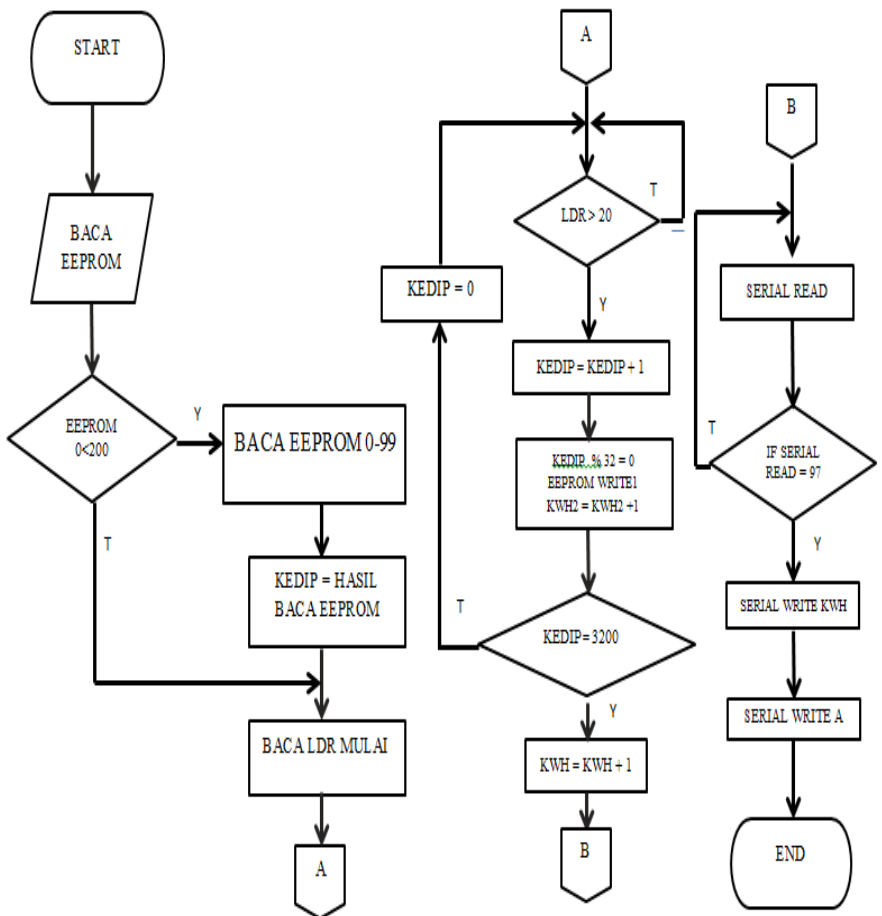 START
BACA
EEPROM
EEPROM
0<200
Y
T
BACA EEPROM 0-99
KEDIP = HASIL
BACA EEPROM
BACA LDR MULAI
A
A
LDR > 20
T
Y
KEDIP = 0
KEDIP = KEDIP + 1
KEDIP % 32 = 0
EEPROM WRITE1
KWH2 = KWH2 +1
KEDIP= 3200
T
Y
KWH = KWH + 1
B
B
SERIAL READ
IF SERIAL
READ = 97
T
Y
SERIAL WRITE KWH
SERIAL WRITE A
END